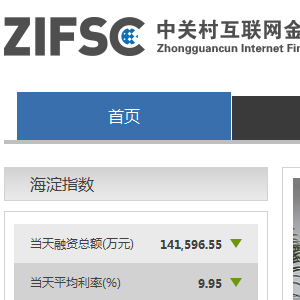 ZIFSC 中关村互联网金
Zhongguancun Internet Fin
首页
海淀指数
当天融资总额(万元) 141,596.55
当天平均利率(%) 9.95